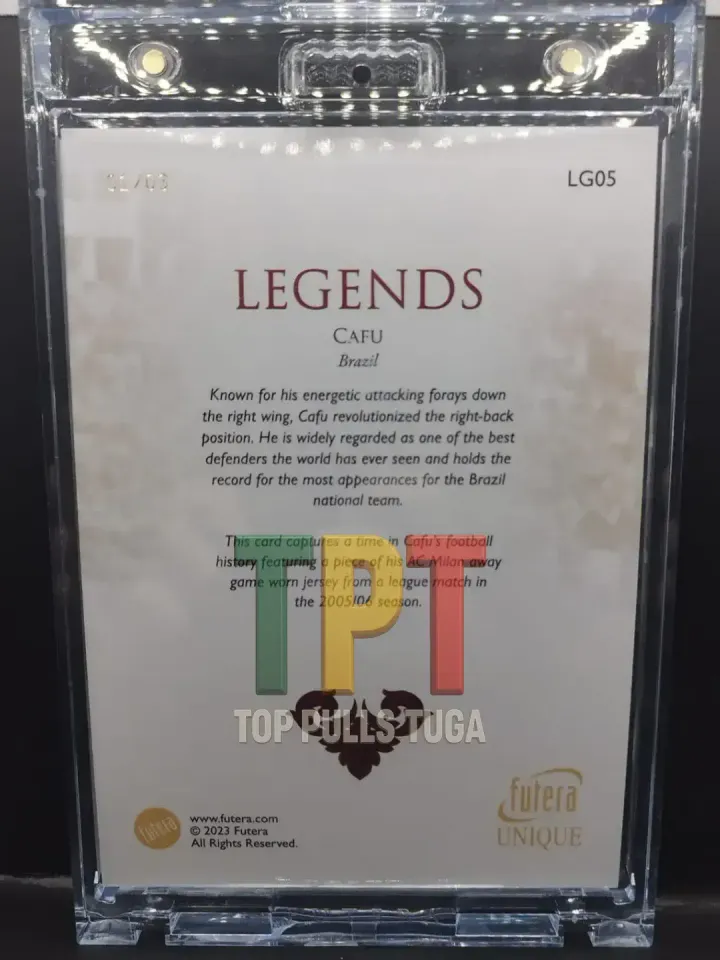 LG05
LEGENDS
CAFU
Brazil
Known for his energetic attacking forays down
the right wing, Cafu revolutionized the right-back
position. He is widely regarded as one of the best
defenders the world has ever seen and holds the
record for the most appearances for the Brazil
national team.
This card captures a time in Cafu's football
history featuring a piece of his AC Milan away
game worn jersey from a league match in
the 2005/06 season.
TPT
TOP PULLS TUGA
futera
www.futera.com
© 2023 Futera
All Rights Reserved.
futera
UNIQUE